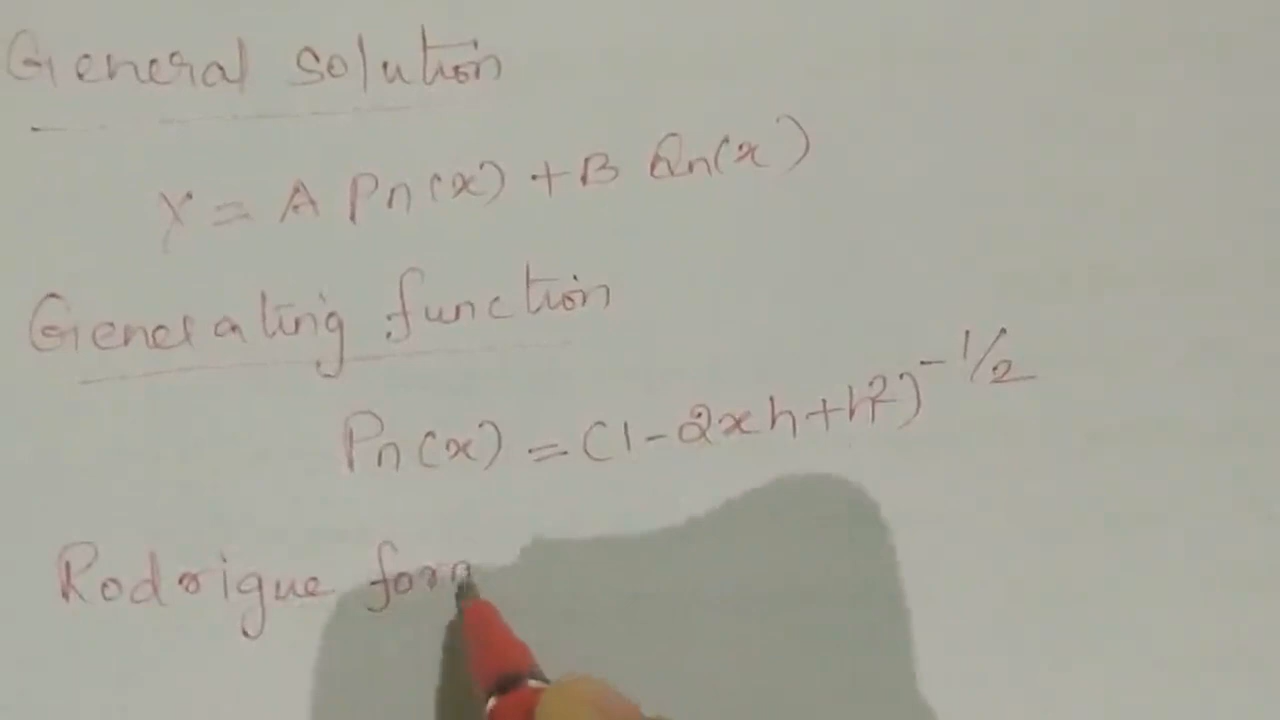 General solution
Y = A Pn(x) + B Qn(x)
Generating function
Pn(x) = (1-2xh+h²)^-1/2
Rodrigue form